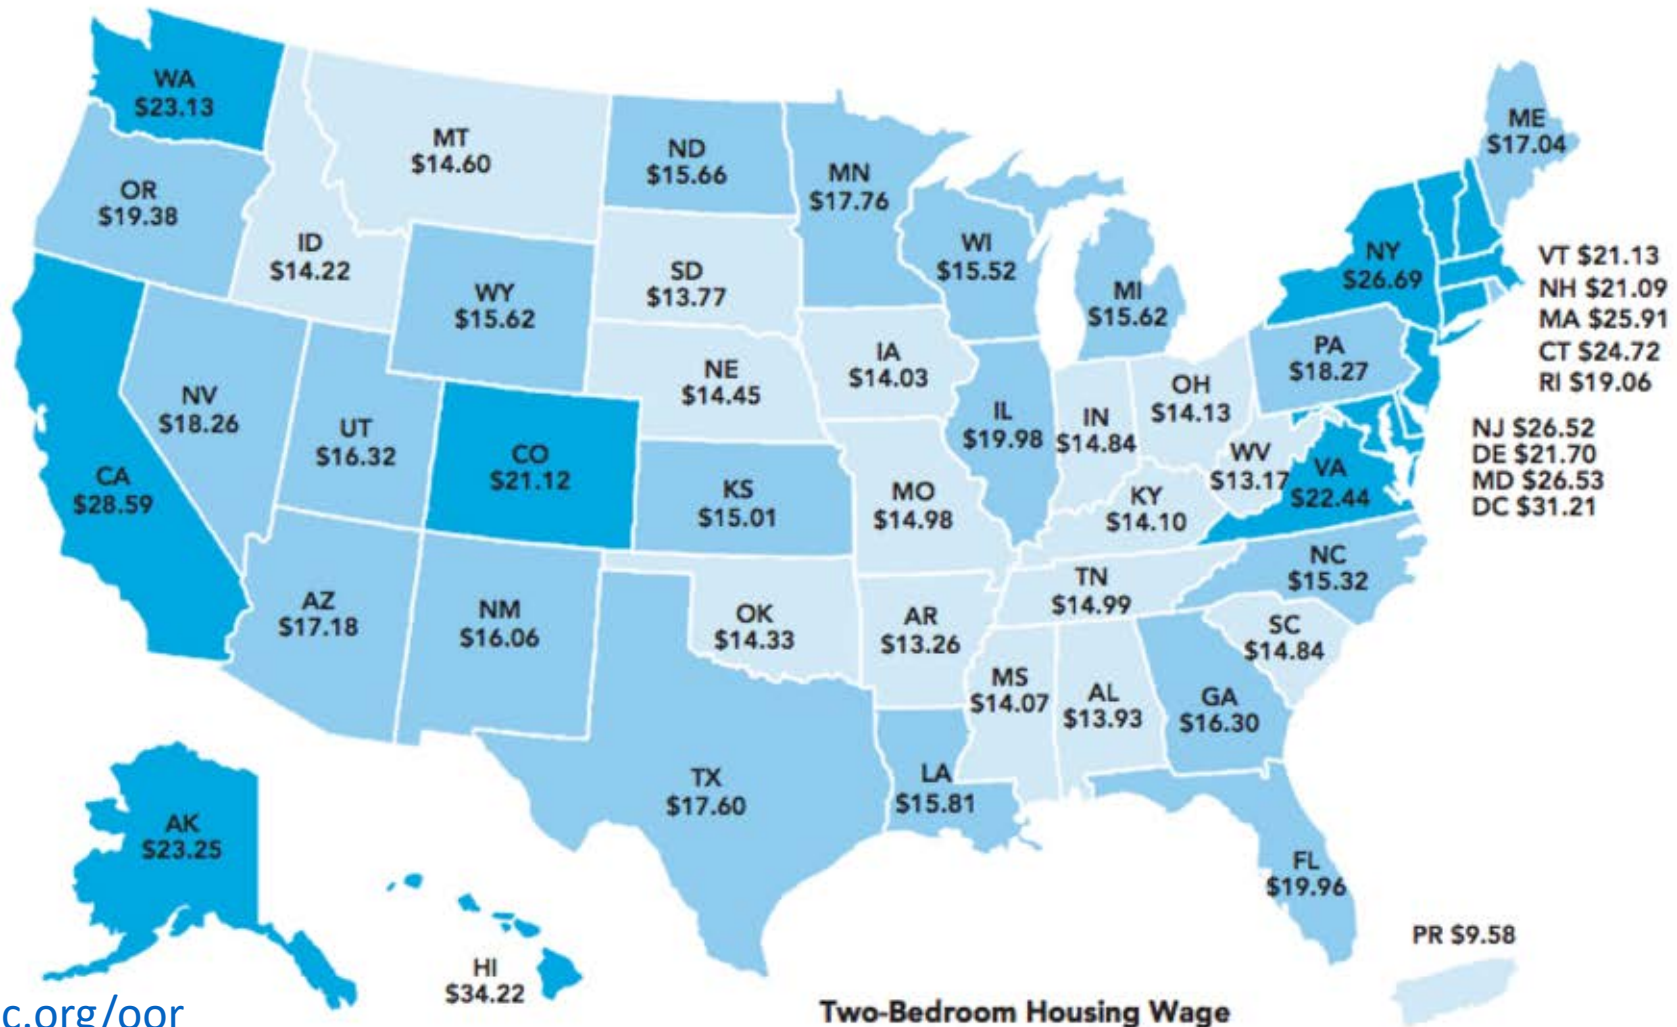 WA
$23.13
OR
$19.38
CA
$28.59
NV
$18.26
ID
$14.22
MT
$14.60
WY
$15.62
UT
$16.32
CO
$21.12
AZ
$17.18
NM
$16.06
ND
$15.66
SD
$13.77
NE
$14.45
KS
$15.01
OK
$14.33
TX
$17.60
MN
$17.76
IA
$14.03
MO
$14.98
AR
$13.26
LA
$15.81
WI
$15.52
IL
$19.98
MI
$15.62
IN
$14.84
OH
$14.13
KY
$14.10
TN
$14.99
MS
$14.07
AL
$13.93
GA
$16.30
FL
$19.96
SC
$14.84
NC
$15.32
VA
$22.44
WV
$13.17
PA
$18.27
NY
$26.69
ME
$17.04
VT $21.13
NH $21.09
MA $25.91
CT $24.72
RI $19.06
NJ $26.52
DE $21.70
MD $26.53
DC $31.21
AK
$23.25
HI
$34.22
PR $9.58
c.org/oor
Two-Bedroom Housing Wage